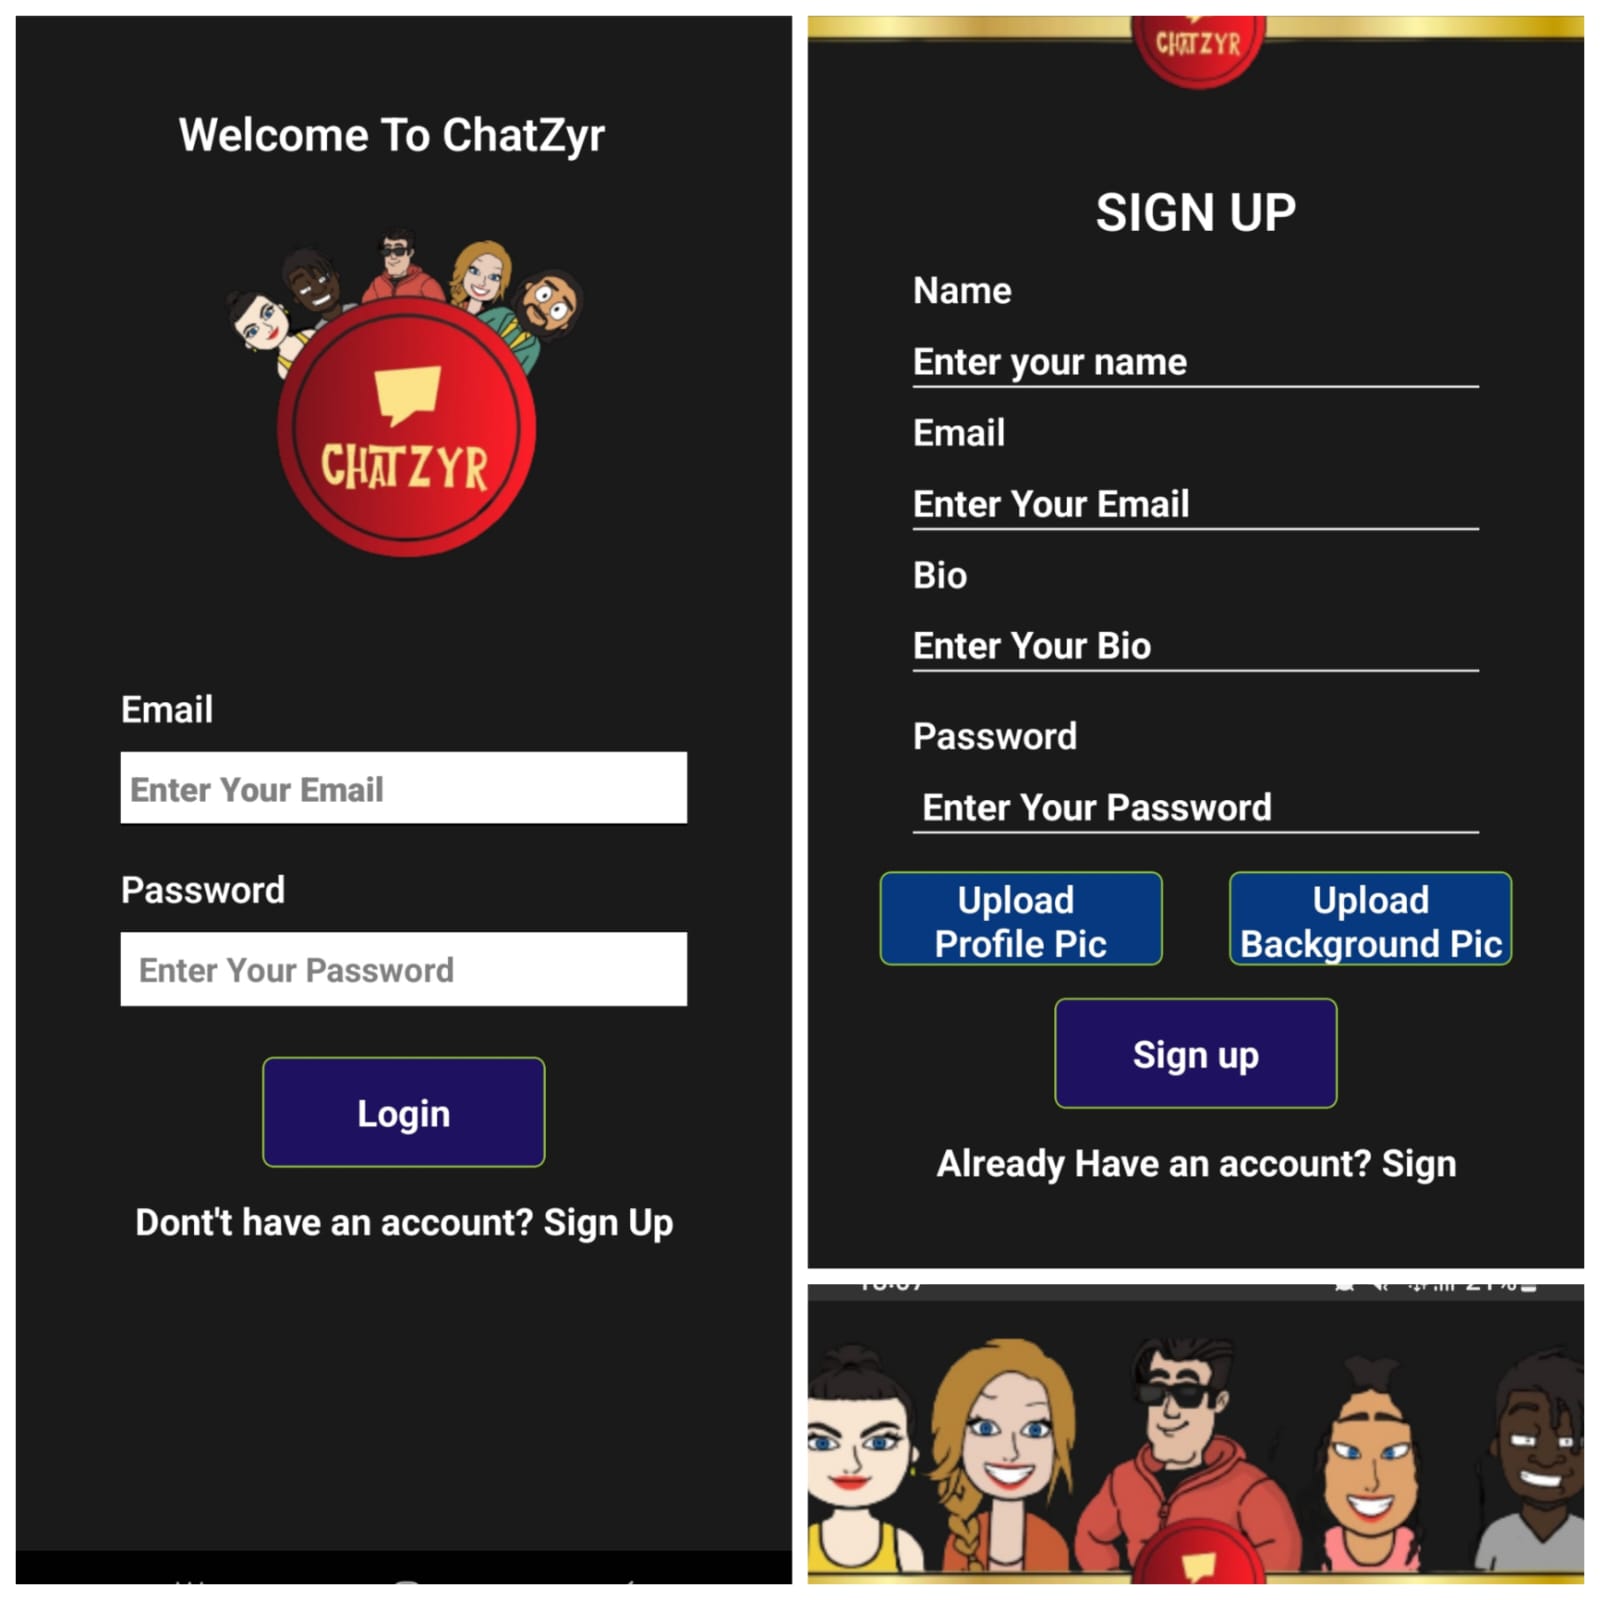 Welcome To ChatZyr
CHATZYR
Email
Enter Your Email
Password
Enter Your Password
Login
Dont't have an account? Sign Up
CHATZYR
SIGN UP
Name
Enter your name
Email
Enter Your Email
Bio
Enter Your Bio
Password
Enter Your Password
Upload
Profile Pic
Upload
Background Pic
Sign up
Already Have an account? Sign